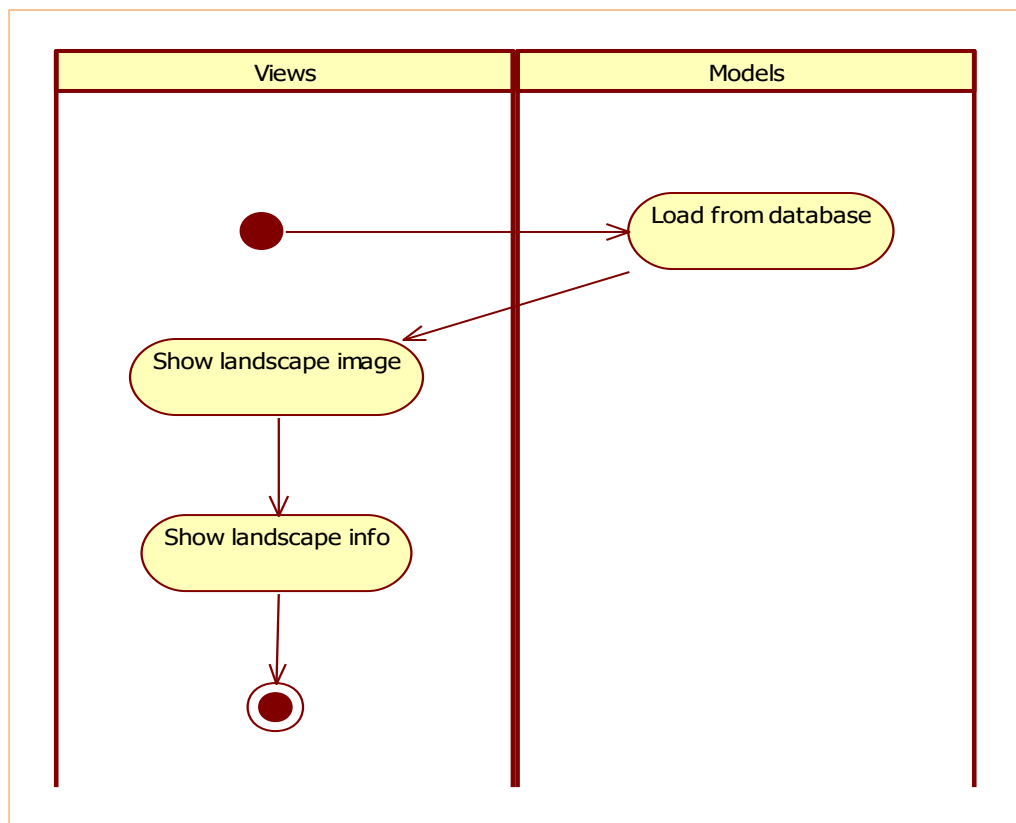 Views
Models
Load from database
Show landscape image
Show landscape info